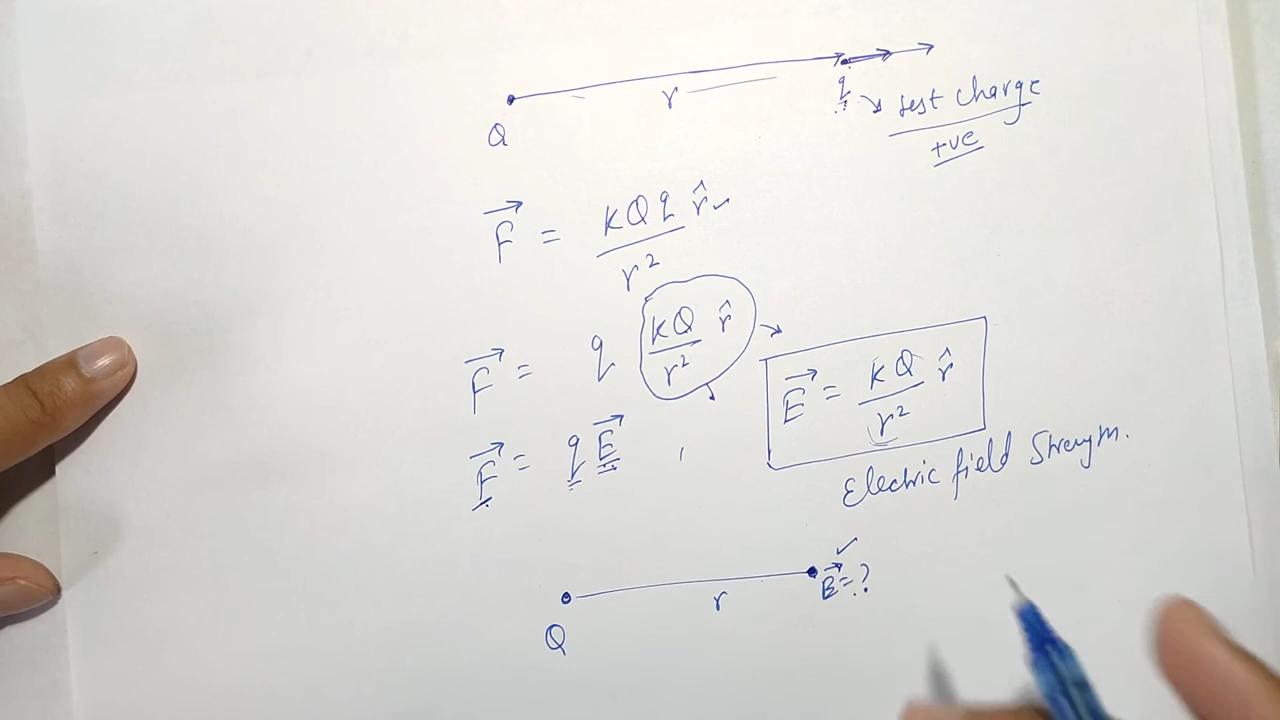 Q r q → test charge
+ve
F⃗ = kQq r̂ / r²
F⃗ = q kQ/r² r̂ →
E⃗ = kQ/r² r̂
F⃗ = qE⃗ ,
Electric field Strength.
Q r E⃗ = ?